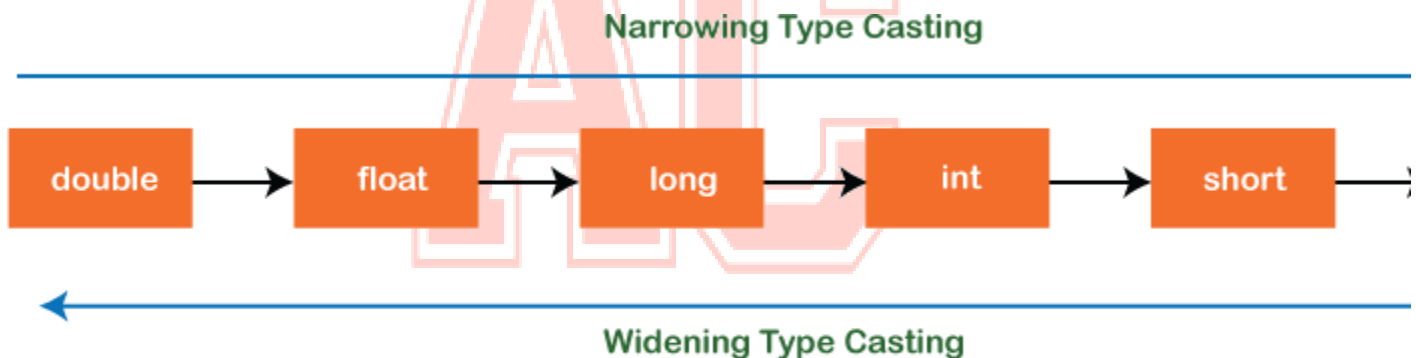 Narrowing Type Casting
double float long int short
Widening Type Casting